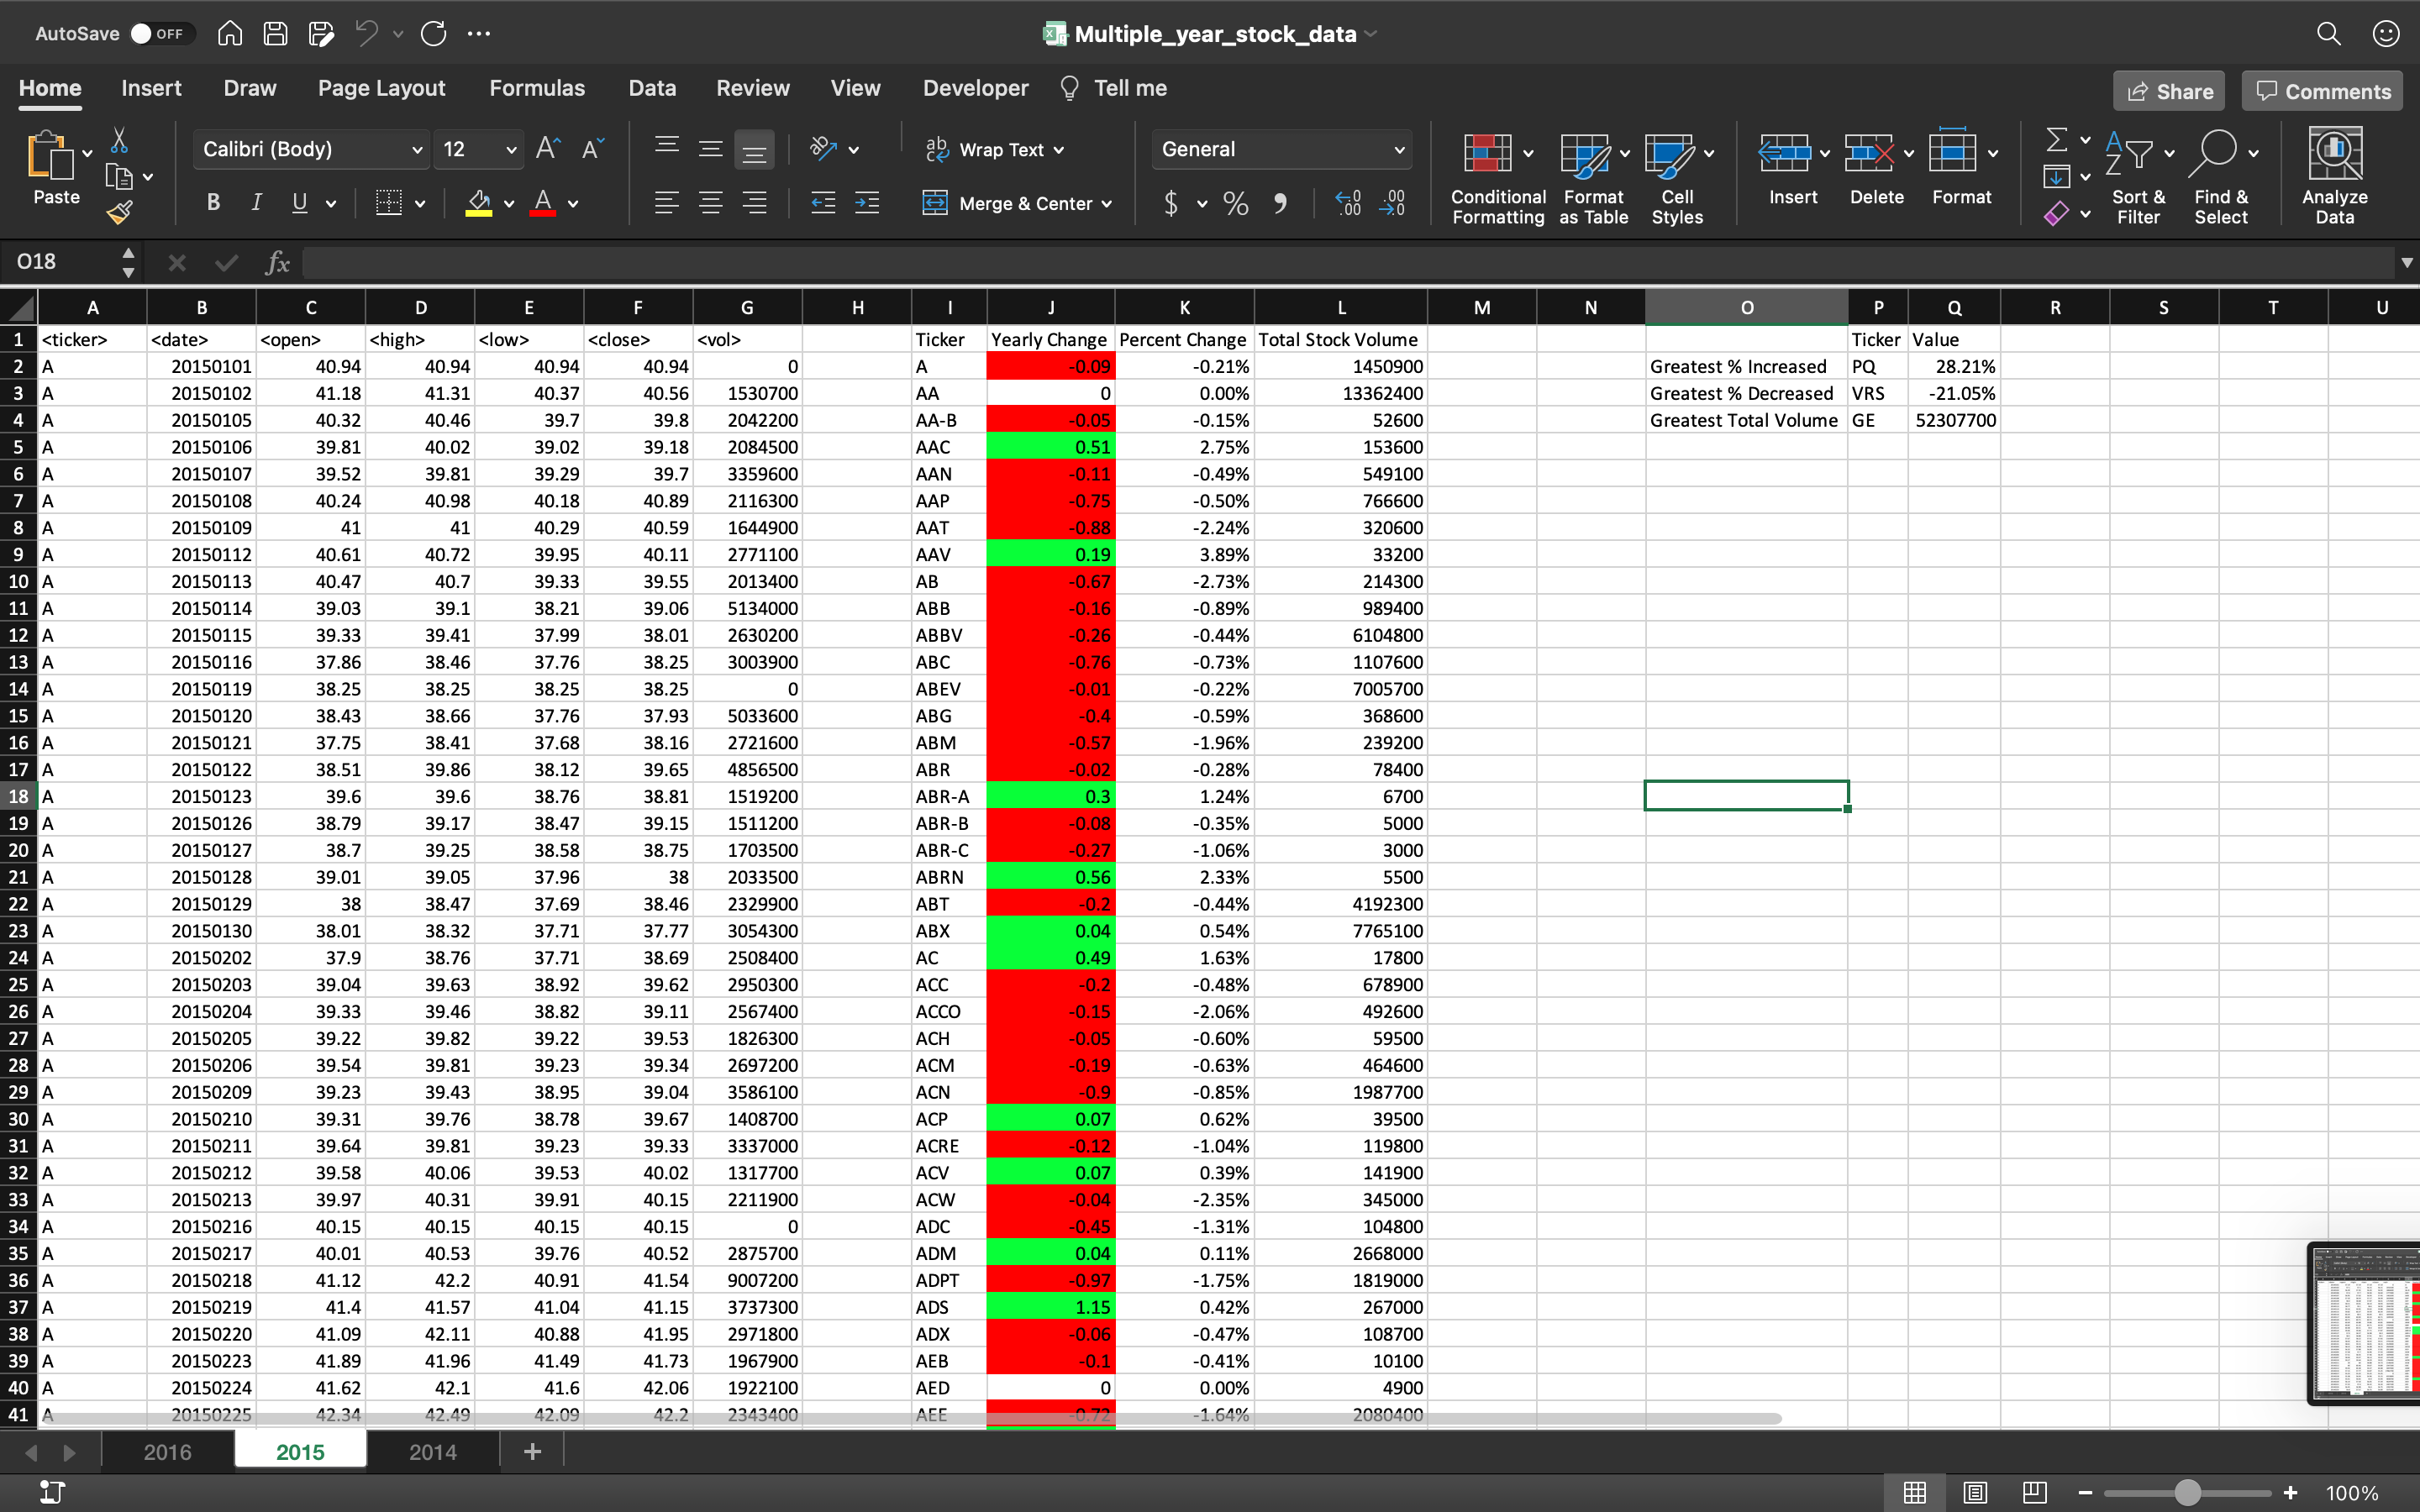 AutoSave OFF Multiple_year_stock_data
Home Insert Draw Page Layout Formulas Data Review View Developer Tell me Share Comments
Calibri (Body) 12 A^ A˅ ab Wrap Text General
Paste B I U A Merge & Center $ % , Conditional Formatting Format as Table Cell Styles Insert Delete Format Sort & Filter Find & Select Analyze Data
O18 fx
A B C D E F G H I J K L M N O P Q R S T U
1 <ticker> <date> <open> <high> <low> <close> <vol> Ticker Yearly Change Percent Change Total Stock Volume Ticker Value
2 A 20150101 40.94 40.94 40.94 40.94 0 A -0.09 -0.21% 1450900 Greatest % Increased PQ 28.21%
3 A 20150102 41.18 41.31 40.37 40.56 1530700 AA 0 0.00% 13362400 Greatest % Decreased VRS -21.05%
4 A 20150105 40.32 40.46 39.7 39.8 2042200 AA-B -0.05 -0.15% 52600 Greatest Total Volume GE 52307700
5 A 20150106 39.81 40.02 39.02 39.18 2084500 AAC 0.51 2.75% 153600
6 A 20150107 39.52 39.81 39.29 39.7 3359600 AAN -0.11 -0.49% 549100
7 A 20150108 40.24 40.98 40.18 40.89 2116300 AAP -0.75 -0.50% 766600
8 A 20150109 41 41 40.29 40.59 1644900 AAT -0.88 -2.24% 320600
9 A 20150112 40.61 40.72 39.95 40.11 2771100 AAV 0.19 3.89% 33200
10 A 20150113 40.47 40.7 39.33 39.55 2013400 AB -0.67 -2.73% 214300
11 A 20150114 39.03 39.1 38.21 39.06 5134000 ABB -0.16 -0.89% 989400
12 A 20150115 39.33 39.41 37.99 38.01 2630200 ABBV -0.26 -0.44% 6104800
13 A 20150116 37.86 38.46 37.76 38.25 3003900 ABC -0.76 -0.73% 1107600
14 A 20150119 38.25 38.25 38.25 38.25 0 ABEV -0.01 -0.22% 7005700
15 A 20150120 38.43 38.66 37.76 37.93 5033600 ABG -0.4 -0.59% 368600
16 A 20150121 37.75 38.41 37.68 38.16 2721600 ABM -0.57 -1.96% 239200
17 A 20150122 38.51 39.86 38.12 39.65 4856500 ABR -0.02 -0.28% 78400
18 A 20150123 39.6 39.6 38.76 38.81 1519200 ABR-A 0.3 1.24% 6700
19 A 20150126 38.79 39.17 38.47 39.15 1511200 ABR-B -0.08 -0.35% 5000
20 A 20150127 38.7 39.25 38.58 38.75 1703500 ABR-C -0.27 -1.06% 3000
21 A 20150128 39.01 39.05 37.96 38 2033500 ABRN 0.56 2.33% 5500
22 A 20150129 38 38.47 37.69 38.46 2329900 ABT -0.2 -0.44% 4192300
23 A 20150130 38.01 38.32 37.71 37.77 3054300 ABX 0.04 0.54% 7765100
24 A 20150202 37.9 38.76 37.71 38.69 2508400 AC 0.49 1.63% 17800
25 A 20150203 39.04 39.63 38.92 39.62 2950300 ACC -0.2 -0.48% 678900
26 A 20150204 39.33 39.46 38.82 39.11 2567400 ACCO -0.15 -2.06% 492600
27 A 20150205 39.22 39.82 39.22 39.53 1826300 ACH -0.05 -0.60% 59500
28 A 20150206 39.54 39.81 39.23 39.34 2697200 ACM -0.19 -0.63% 464600
29 A 20150209 39.23 39.43 38.95 39.04 3586100 ACN -0.9 -0.85% 1987700
30 A 20150210 39.31 39.76 38.78 39.67 1408700 ACP 0.07 0.62% 39500
31 A 20150211 39.64 39.81 39.23 39.33 3337000 ACRE -0.12 -1.04% 119800
32 A 20150212 39.58 40.06 39.53 40.02 1317700 ACV 0.07 0.39% 141900
33 A 20150213 39.97 40.31 39.91 40.15 2211900 ACW -0.04 -2.35% 345000
34 A 20150216 40.15 40.15 40.15 40.15 0 ADC -0.45 -1.31% 104800
35 A 20150217 40.01 40.53 39.76 40.52 2875700 ADM 0.04 0.11% 2668000
36 A 20150218 41.12 42.2 40.91 41.54 9007200 ADPT -0.97 -1.75% 1819000
37 A 20150219 41.4 41.57 41.04 41.15 3737300 ADS 1.15 0.42% 267000
38 A 20150220 41.09 42.11 40.88 41.95 2971800 ADX -0.06 -0.47% 108700
39 A 20150223 41.89 41.96 41.49 41.73 1967900 AEB -0.1 -0.41% 10100
40 A 20150224 41.62 42.1 41.6 42.06 1922100 AED 0 0.00% 4900
41 A 20150225 42.34 42.49 42.09 42.2 2343400 AEE -0.72 -1.64% 2080400
2016 2015 2014 +
100%